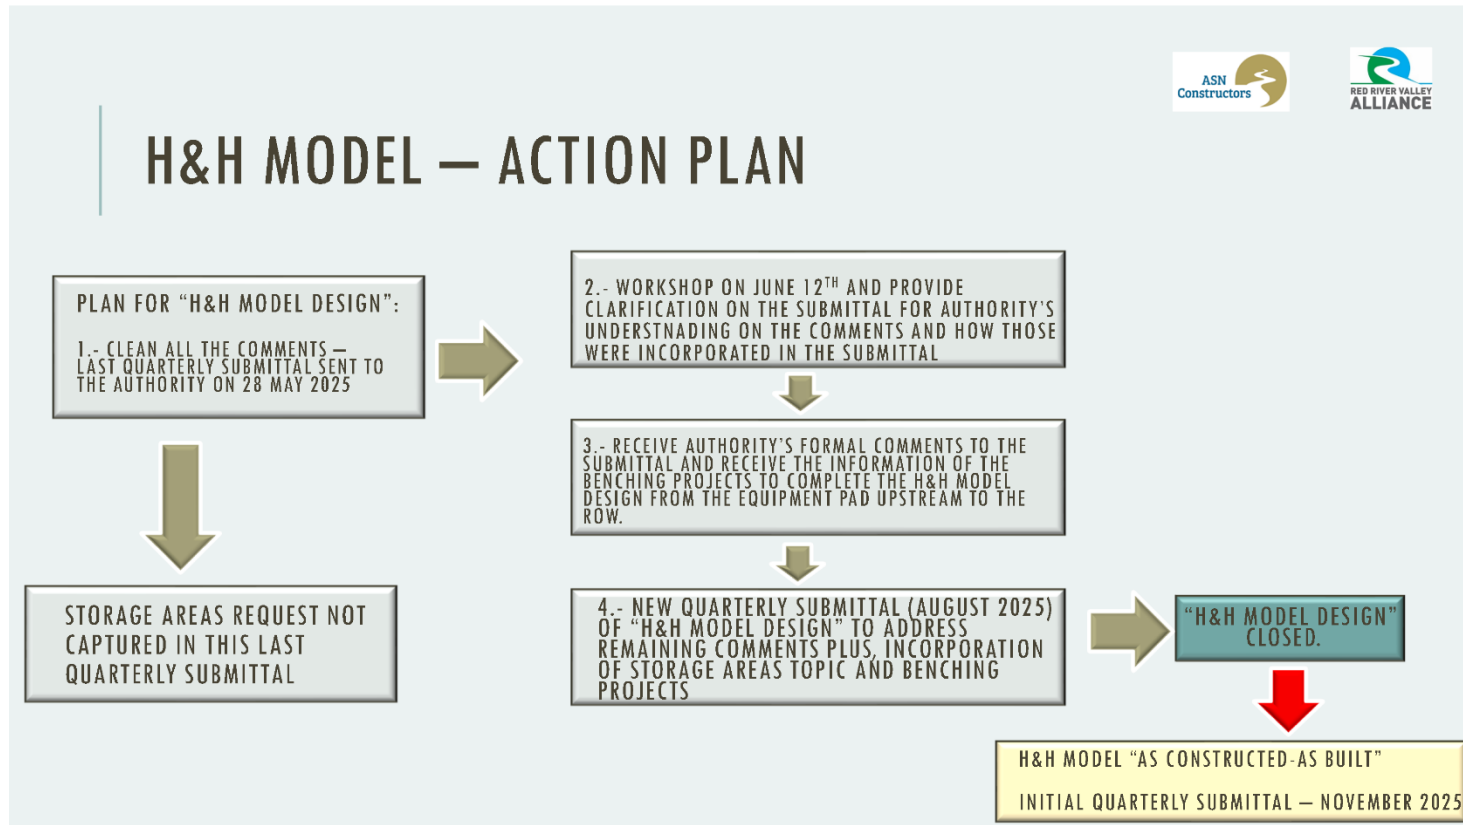 ASN
Constructors
RED RIVER VALLEY
ALLIANCE
H&H MODEL – ACTION PLAN
PLAN FOR “H&H MODEL DESIGN”:
1.- CLEAN ALL THE COMMENTS –
LAST QUARTERLY SUBMITTAL SENT TO
THE AUTHORITY ON 28 MAY 2025
STORAGE AREAS REQUEST NOT
CAPTURED IN THIS LAST
QUARTERLY SUBMITTAL
2.- WORKSHOP ON JUNE 12TH AND PROVIDE
CLARIFICATION ON THE SUBMITTAL FOR AUTHORITY’S
UNDERSTNADING ON THE COMMENTS AND HOW THOSE
WERE INCORPORATED IN THE SUBMITTAL
3.- RECEIVE AUTHORITY’S FORMAL COMMENTS TO THE
SUBMITTAL AND RECEIVE THE INFORMATION OF THE
BENCHING PROJECTS TO COMPLETE THE H&H MODEL
DESIGN FROM THE EQUIPMENT PAD UPSTREAM TO THE
ROW.
4.- NEW QUARTERLY SUBMITTAL (AUGUST 2025)
OF “H&H MODEL DESIGN” TO ADDRESS
REMAINING COMMENTS PLUS, INCORPORATION
OF STORAGE AREAS TOPIC AND BENCHING
PROJECTS
“H&H MODEL DESIGN”
CLOSED.
H&H MODEL “AS CONSTRUCTED-AS BUILT”
INITIAL QUARTERLY SUBMITTAL – NOVEMBER 2025